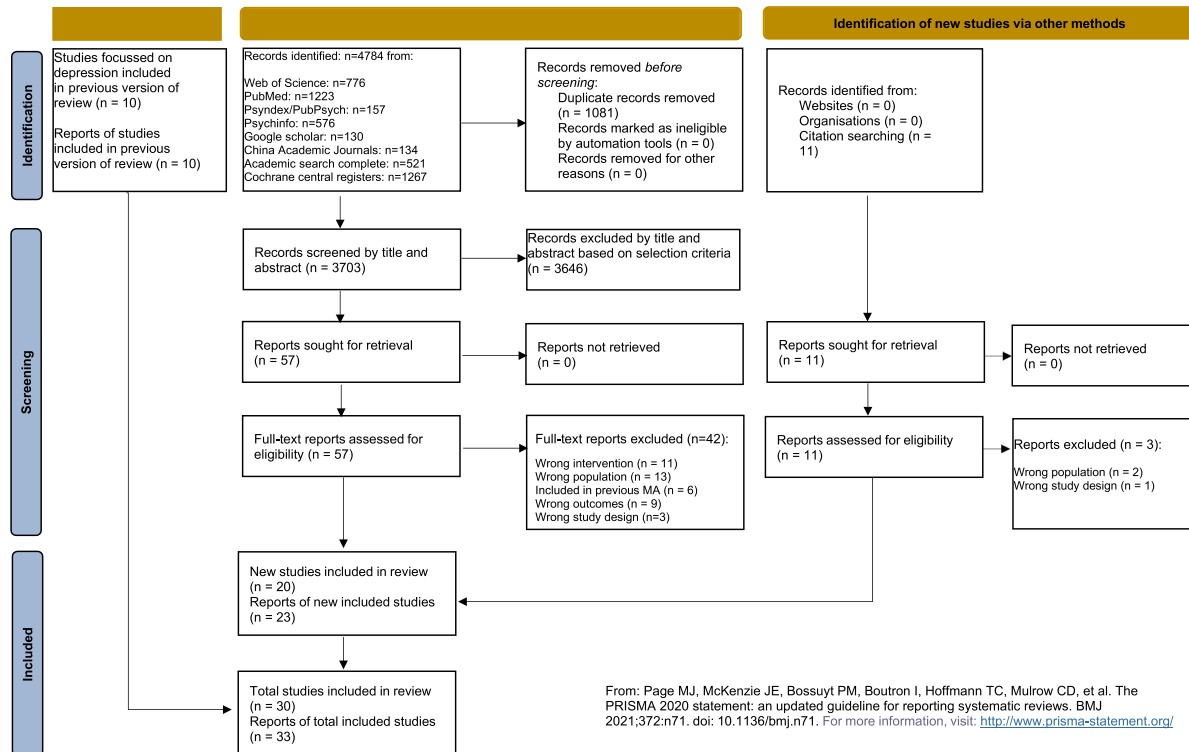 Identification of new studies via other methods
Identification
Studies focussed on
depression included
in previous version of
review (n = 10)
Reports of studies
included in previous
version of review (n = 10)
Records identified: n=4784 from:
Web of Science: n=776
PubMed: n=1223
Psyndex/PubPsych: n=157
Psychinfo: n=576
Google scholar: n=130
China Academic Journals: n=134
Academic search complete: n=521
Cochrane central registers: n=1267
Records removed before
screening:
Duplicate records removed
(n = 1081)
Records marked as ineligible
by automation tools (n = 0)
Records removed for other
reasons (n = 0)
Records identified from:
Websites (n = 0)
Organisations (n = 0)
Citation searching (n =
11)
Screening
Records screened by title and
abstract (n = 3703)
Records excluded by title and
abstract based on selection criteria
(n = 3646)
Reports sought for retrieval
(n = 57)
Reports not retrieved
(n = 0)
Reports sought for retrieval
(n = 11)
Reports not retrieved
(n = 0)
Full-text reports assessed for
eligibility (n = 57)
Full-text reports excluded (n=42):
Wrong intervention (n = 11)
Wrong population (n = 13)
Included in previous MA (n = 6)
Wrong outcomes (n = 9)
Wrong study design (n=3)
Reports assessed for eligibility
(n = 11)
Reports excluded (n = 3):
Wrong population (n = 2)
Wrong study design (n = 1)
Included
New studies included in review
(n = 20)
Reports of new included studies
(n = 23)
Total studies included in review
(n = 30)
Reports of total included studies
(n = 33)
From: Page MJ, McKenzie JE, Bossuyt PM, Boutron I, Hoffmann TC, Mulrow CD, et al. The
PRISMA 2020 statement: an updated guideline for reporting systematic reviews. BMJ
2021;372:n71. doi: 10.1136/bmj.n71. For more information, visit: http://www.prisma-statement.org/